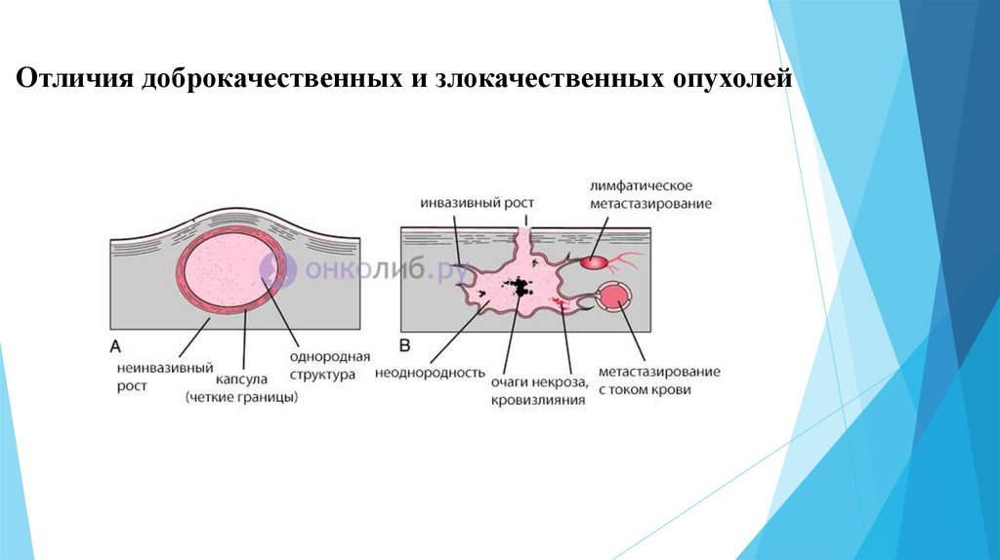 Отличия доброкачественных и злокачественных опухолей
лимфатическое
метастазирование
инвазивный рост
онколиб.ру
A
неинвазивный
рост
капсула
(четкие границы)
однородная
структура
B
неоднородность
очаги некроза,
кровизлияния
метастазирование
с током крови